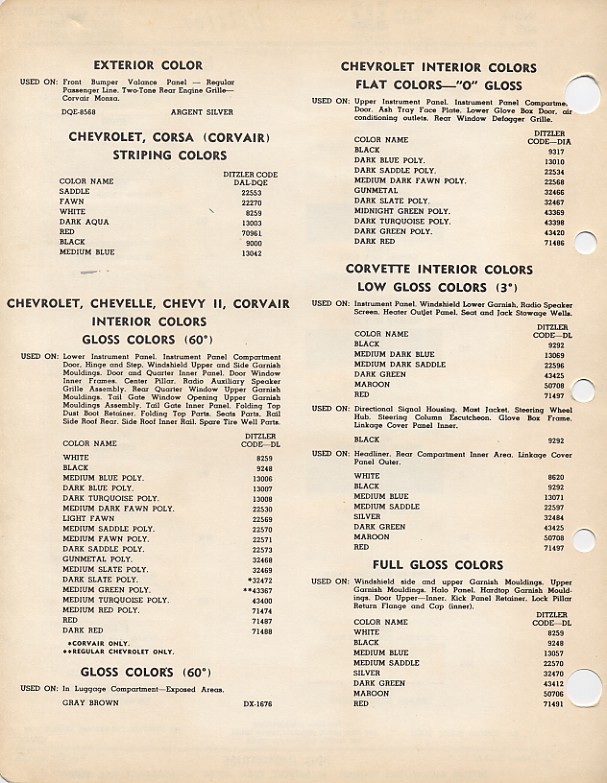 EXTERIOR COLOR
USED ON: Front Bumper Valance Panel — Regular
Passenger Line. Two-Tone Rear Engine Grille—
Corvair Monza.
DQE-8568 ARGENT SILVER
CHEVROLET, CORSA (CORVAIR)
STRIPING COLORS
DITZLER CODE
COLOR NAME DAL-DQE
SADDLE 22553
FAWN 22270
WHITE 8259
DARK AQUA 13003
RED 70961
BLACK 9000
MEDIUM BLUE 13042
CHEVROLET, CHEVELLE, CHEVY II, CORVAIR
INTERIOR COLORS
GLOSS COLORS (60°)
USED ON: Lower Instrument Panel. Instrument Panel Compartment
Door, Hinge and Step. Windshield Upper and Side Garnish
Mouldings. Door and Quarter Inner Panel. Door Window
Inner Frames. Center Pillar. Radio Auxiliary Speaker
Grille Assembly. Rear Quarter Window Upper Garnish
Mouldings. Tail Gate Window Opening Upper Garnish
Mouldings Assembly. Tail Gate Inner Panel. Folding Top
Dust Boot Retainer. Folding Top Parts. Seats Parts. Rail
Side Roof Rear. Side Roof Inner Rail. Spare Tire Well Parts.
DITZLER
COLOR NAME CODE—DL
WHITE 8259
BLACK 9248
MEDIUM BLUE POLY. 13006
DARK BLUE POLY. 13007
DARK TURQUOISE POLY. 13008
MEDIUM DARK FAWN POLY. 22530
LIGHT FAWN 22569
MEDIUM SADDLE POLY. 22570
MEDIUM FAWN POLY. 22571
DARK SADDLE POLY. 22573
GUNMETAL POLY. 32468
MEDIUM SLATE POLY. 32469
DARK SLATE POLY. *32472
MEDIUM GREEN POLY. **43367
MEDIUM TURQUOISE POLY. 43400
MEDIUM RED POLY. 71474
RED 71487
DARK RED 71488
*CORVAIR ONLY.
**REGULAR CHEVROLET ONLY.
GLOSS COLORS (60°)
USED ON: In Luggage Compartment—Exposed Areas.
GRAY BROWN DX-1676
CHEVROLET INTERIOR COLORS
FLAT COLORS—"O" GLOSS
USED ON: Upper Instrument Panel. Instrument Panel Compartment
Door. Ash Tray Face Plate. Lower Glove Box Door, air
conditioning outlets. Rear Window Defogger Grille.
DITZLER
COLOR NAME CODE—DIA
BLACK 9317
DARK BLUE POLY. 13010
DARK SADDLE POLY. 22534
MEDIUM DARK FAWN POLY. 22568
GUNMETAL 32466
DARK SLATE POLY. 32467
MIDNIGHT GREEN POLY. 43369
DARK TURQUOISE POLY. 43398
DARK GREEN POLY. 43420
DARK RED 71486
CORVETTE INTERIOR COLORS
LOW GLOSS COLORS (3°)
USED ON: Instrument Panel. Windshield Lower Garnish, Radio Speaker
Screen. Heater Outlet Panel. Seat and Jack Stowage Wells.
DITZLER
COLOR NAME CODE—DL
BLACK 9292
MEDIUM DARK BLUE 13069
MEDIUM DARK SADDLE 22596
DARK GREEN 43425
MAROON 50708
RED 71497
USED ON: Directional Signal Housing. Mast Jacket. Steering Wheel
Hub. Steering Column Escutcheon. Glove Box Frame.
Linkage Cover Panel Inner.
BLACK 9292
USED ON: Headliner. Rear Compartment Inner Area. Linkage Cover
Panel Outer.
WHITE 8620
BLACK 9292
MEDIUM BLUE 13071
MEDIUM SADDLE 22597
SILVER 32484
DARK GREEN 43425
MAROON 50708
RED 71497
FULL GLOSS COLORS
USED ON: Windshield side and upper Garnish Mouldings. Upper
Garnish Mouldings. Halo Panel. Hardtop Garnish Mould-
ings. Door Upper—Inner. Kick Panel Retainer. Lock Pillar
Return Flange and Cap (inner).
DITZLER
COLOR NAME CODE—DL
WHITE 8259
BLACK 9248
MEDIUM BLUE 13057
MEDIUM SADDLE 22570
SILVER 32470
DARK GREEN 43412
MAROON 50706
RED 71491